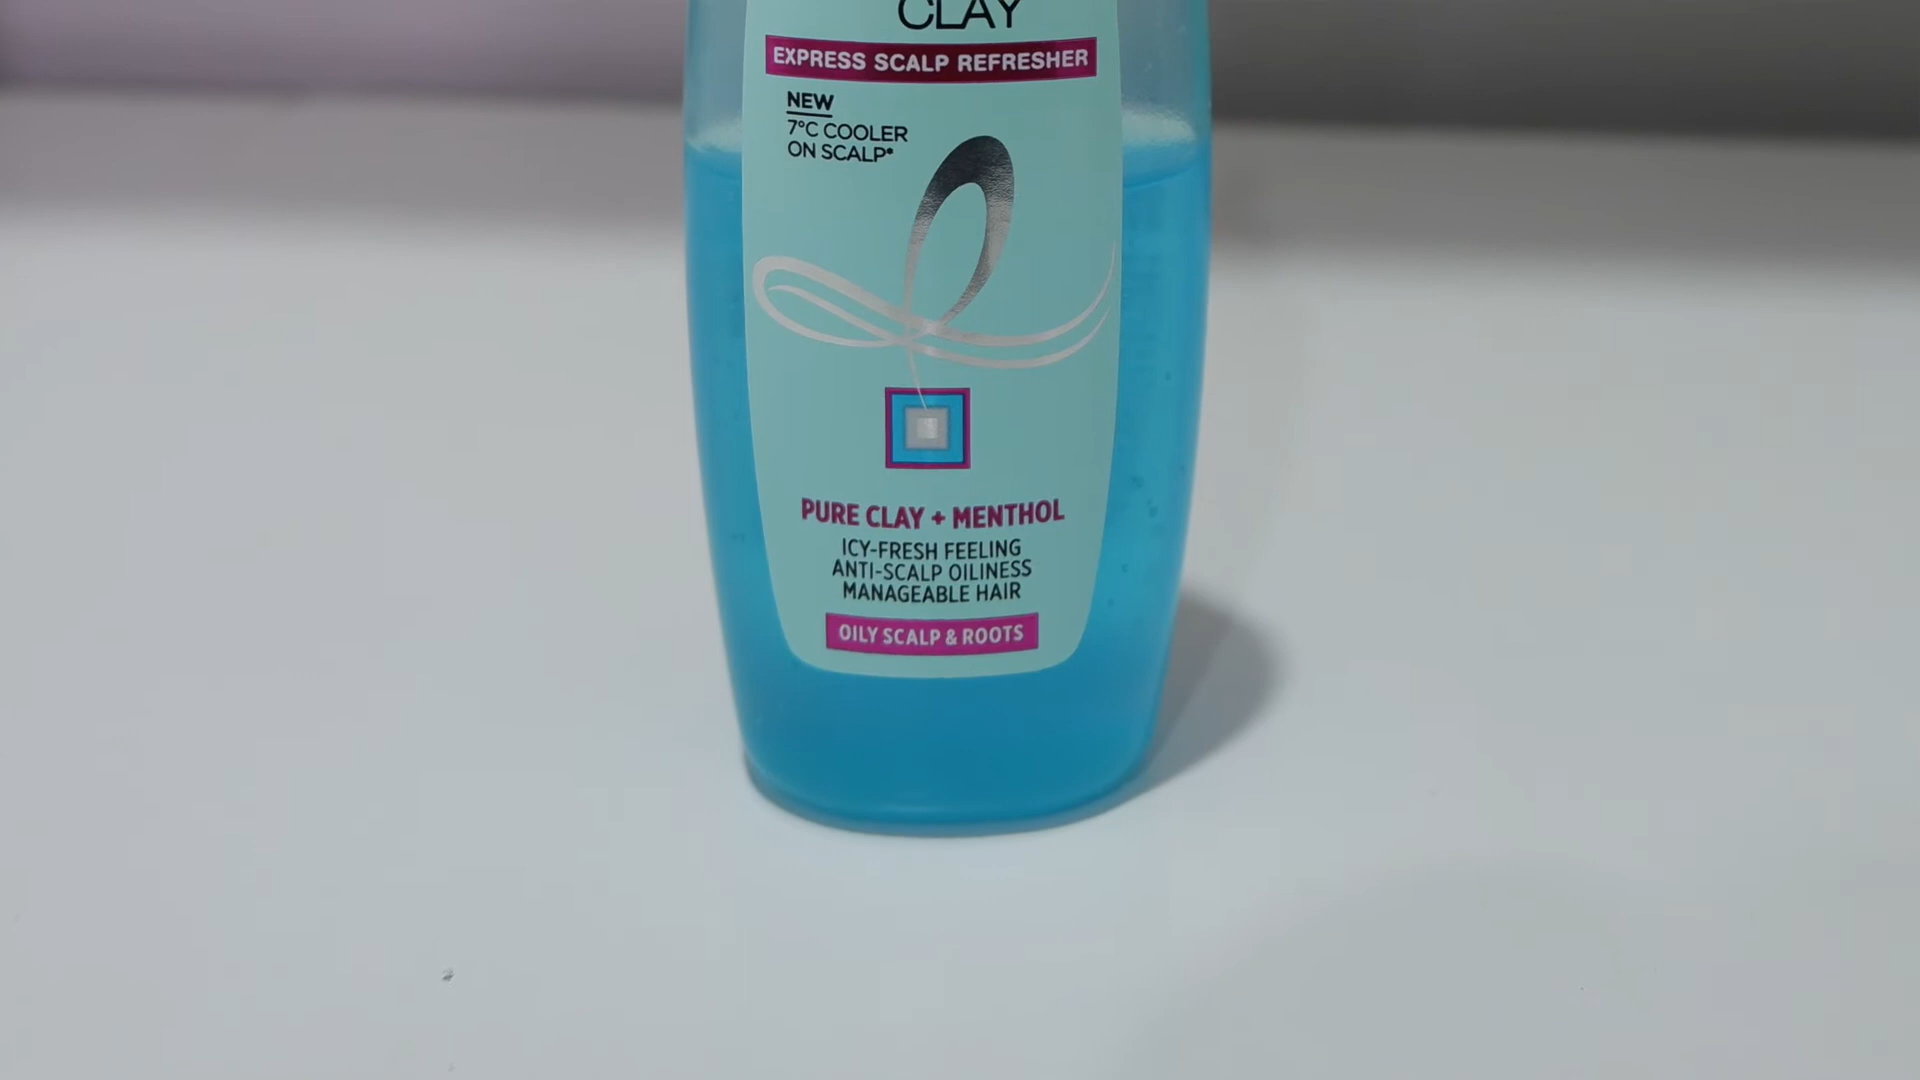 CLAY
EXPRESS SCALP REFRESHER
NEW
7°C COOLER
ON SCALP*
PURE CLAY + MENTHOL
ICY-FRESH FEELING
ANTI-SCALP OILINESS
MANAGEABLE HAIR
OILY SCALP & ROOTS